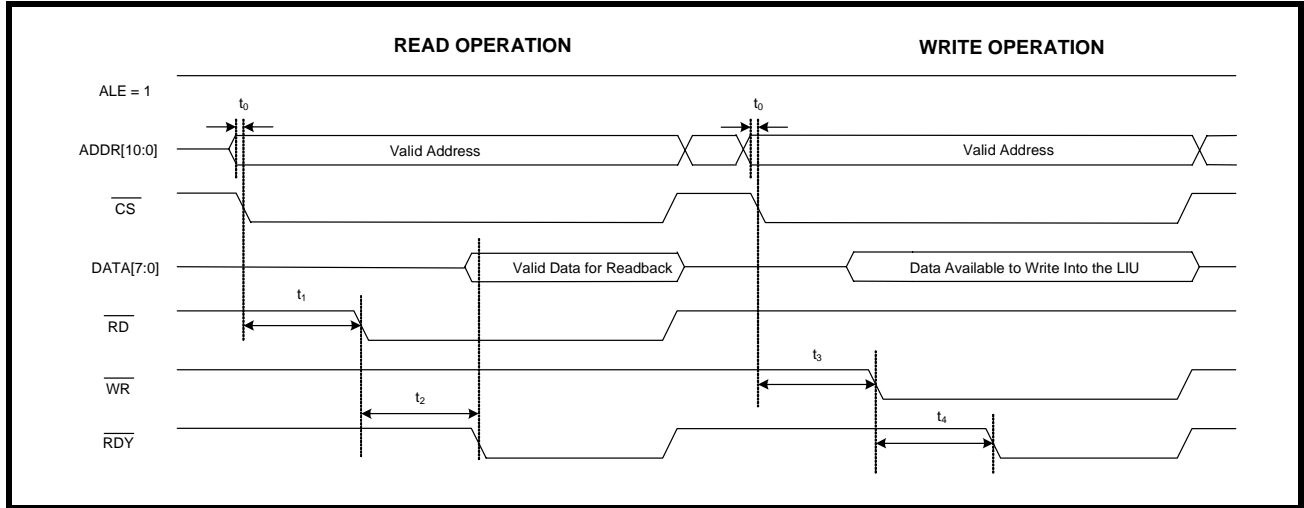 READ OPERATION WRITE OPERATION
ALE = 1
t0 t0
ADDR[10:0] Valid Address Valid Address
CS
DATA[7:0] Valid Data for Readback Data Available to Write Into the LIU
t1
RD
t3
WR
t2 t4
RDY